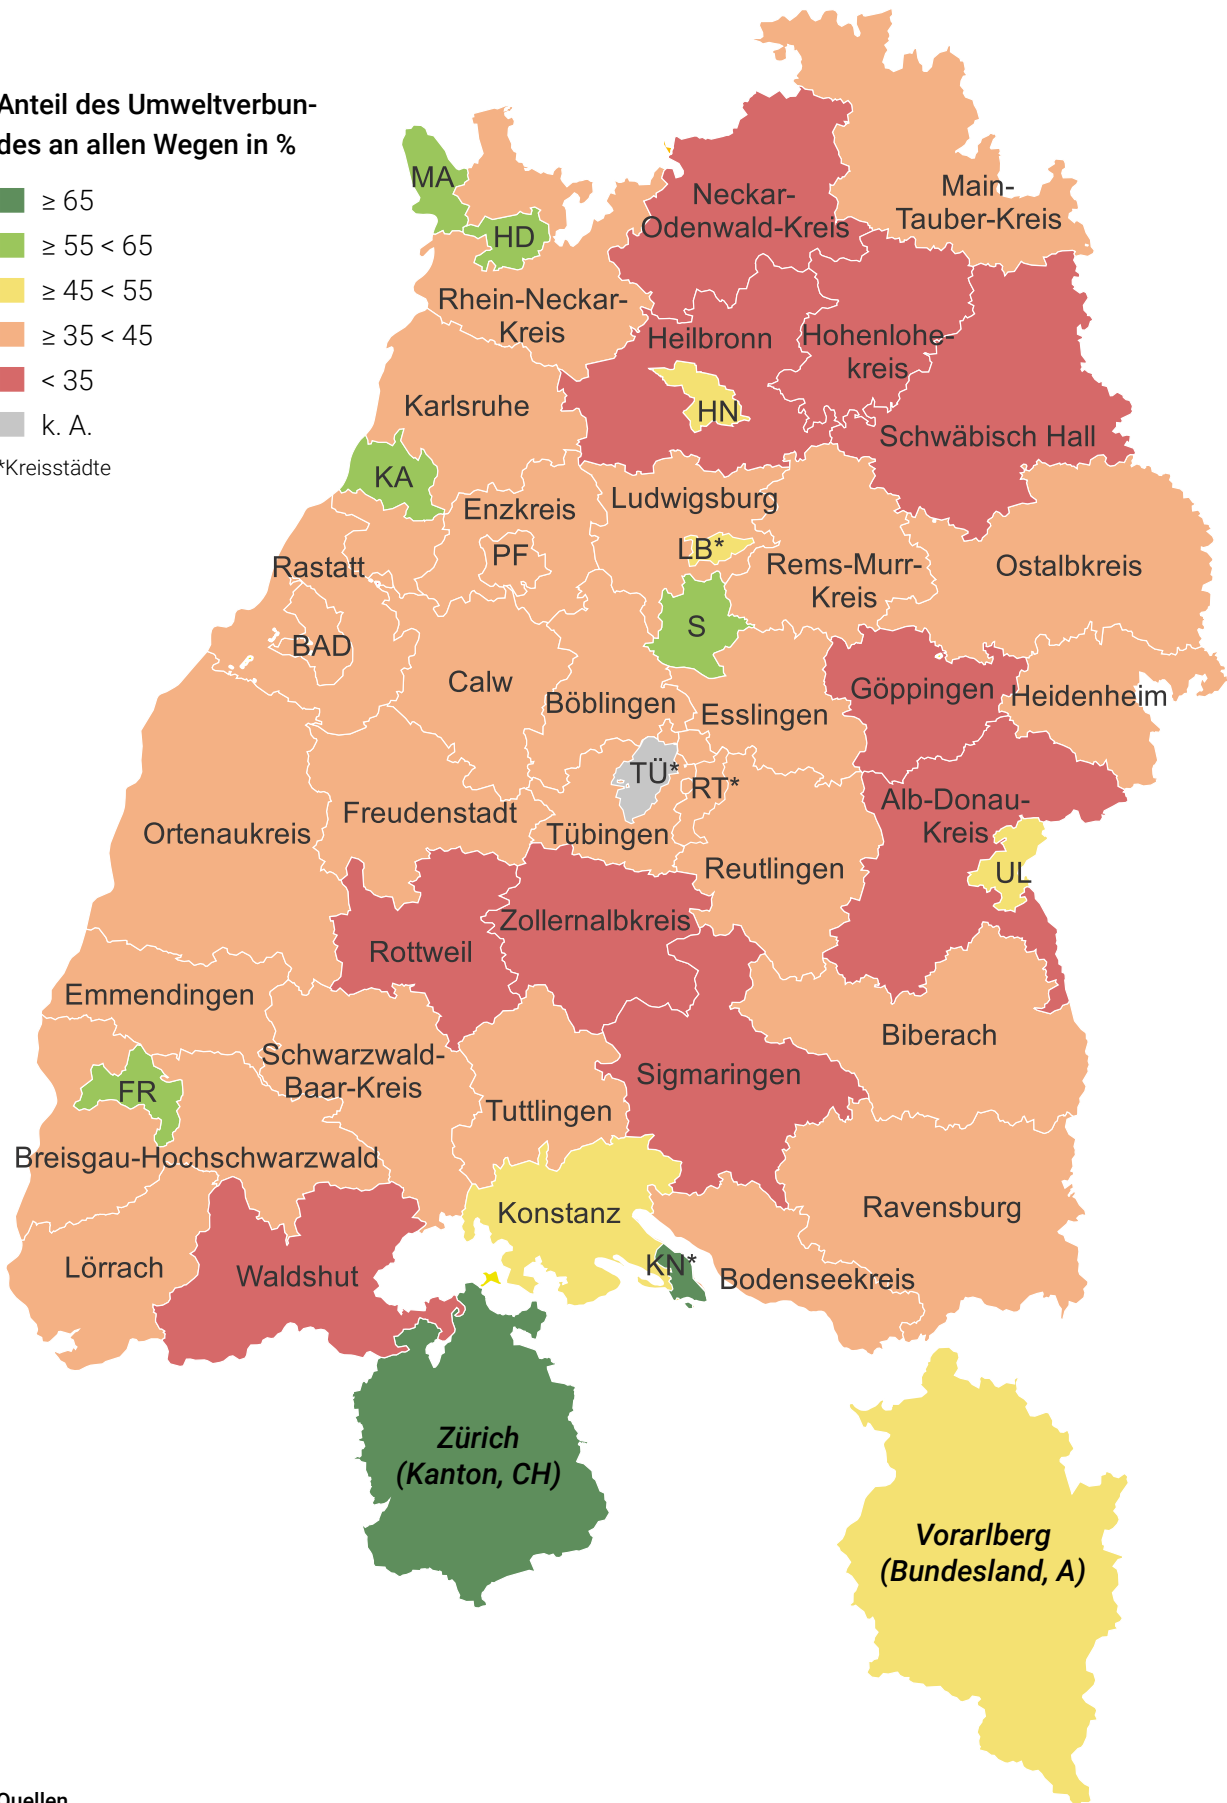 Anteil des Umweltverbun-
des an allen Wegen in %
≥ 65
≥ 55 < 65
≥ 45 < 55
≥ 35 < 45
< 35
k. A.
*Kreisstädte
MA
HD
Neckar-
Odenwald-Kreis
Main-
Tauber-Kreis
Rhein-Neckar-
Kreis
Heilbronn
Hohenlohe-
kreis
Karlsruhe
HN
Schwäbisch Hall
KA
Ludwigsburg
Enzkreis
PF
LB*
Rems-Murr-
Kreis
Ostalbkreis
Rastatt
S
BAD
Calw
Böblingen
Esslingen
Göppingen
Heidenheim
TÜ*
RT*
Alb-Donau-
Kreis
Freudenstadt
Ortenaukreis
Tübingen
Reutlingen
UL
Zollernalbkreis
Rottweil
Emmendingen
Biberach
Schwarzwald-
Baar-Kreis
Sigmaringen
FR
Tuttlingen
Breisgau-Hochschwarzwald
Konstanz
Ravensburg
Lörrach
Waldshut
KN*
Bodenseekreis
Zürich
(Kanton, CH)
Vorarlberg
(Bundesland, A)
Quellen